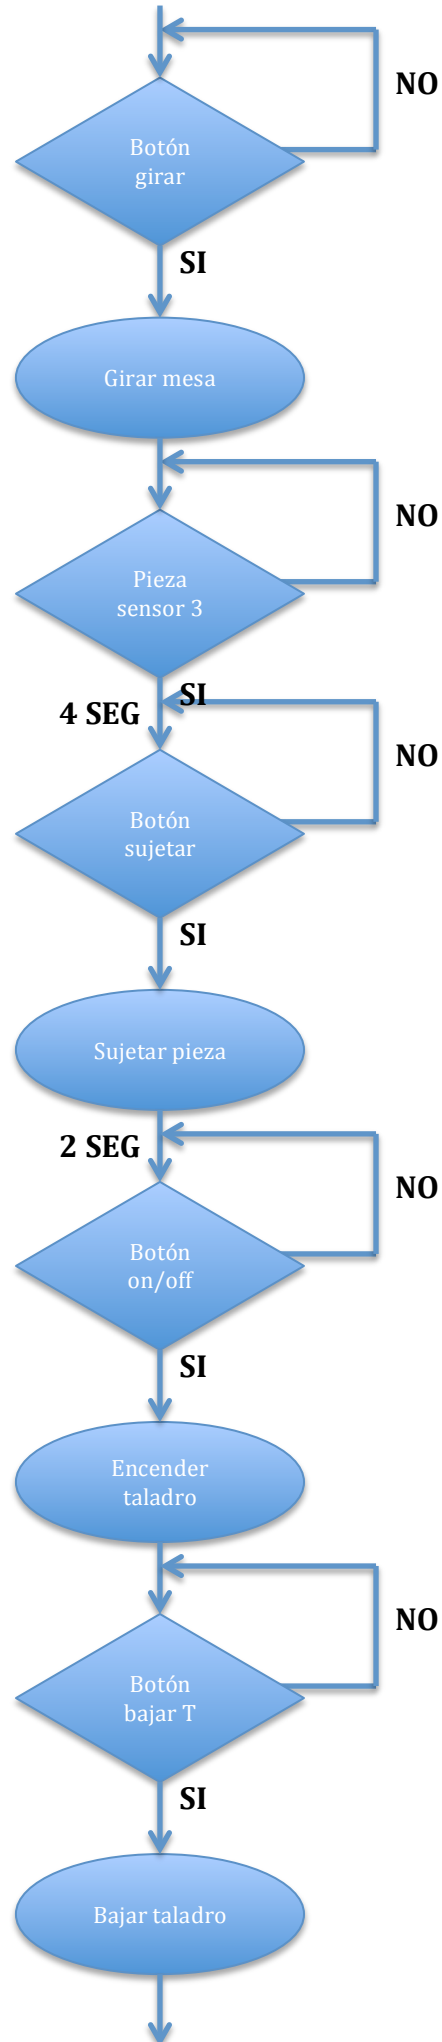 NO
Botón
girar
SI
Girar mesa
NO
Pieza
sensor 3
SI
4 SEG
NO
Botón
sujetar
SI
Sujetar pieza
2 SEG
NO
Botón
on/off
SI
Encender
taladro
NO
Botón
bajar T
SI
Bajar taladro